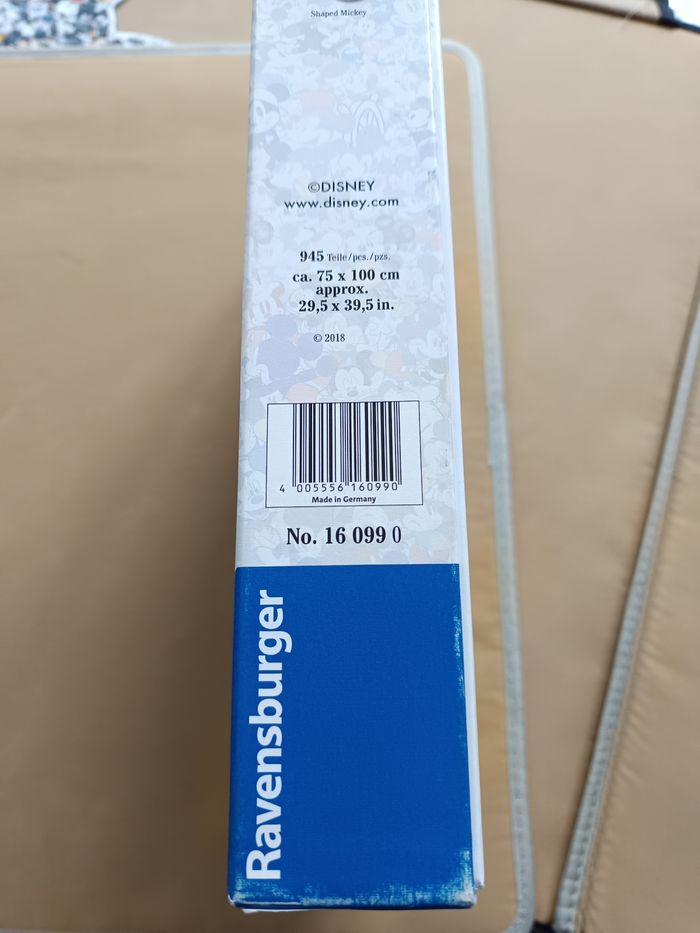 Shaped Mickey
©DISNEY
www.disney.com
945 Teile/pcs./pzs.
ca. 75 x 100 cm
approx.
29,5 x 39,5 in.
© 2018
4 005556 160990
Made in Germany
No. 16 099 0
Ravensburger